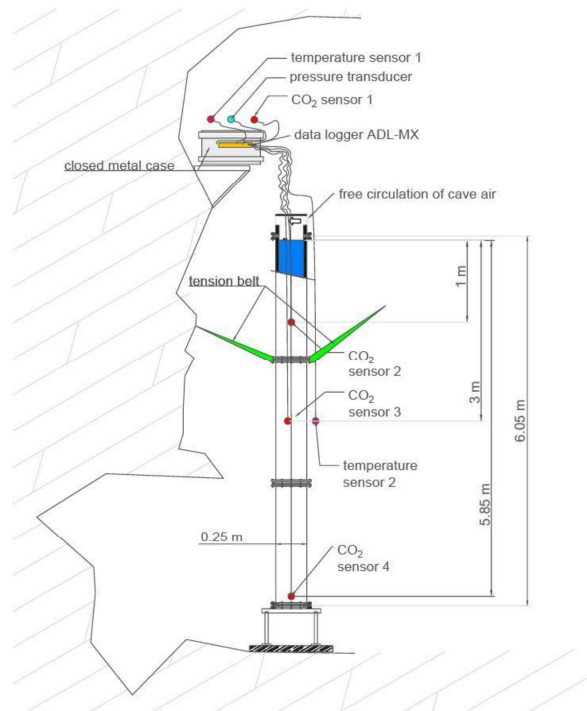 temperature sensor 1
pressure transducer
CO₂ sensor 1
data logger ADL-MX
closed metal case
free circulation of cave air
1 m
tension belt
CO₂
sensor 2
CO₂
sensor 3
3 m
6.05 m
temperature
sensor 2
5.85 m
0.25 m
CO₂
sensor 4